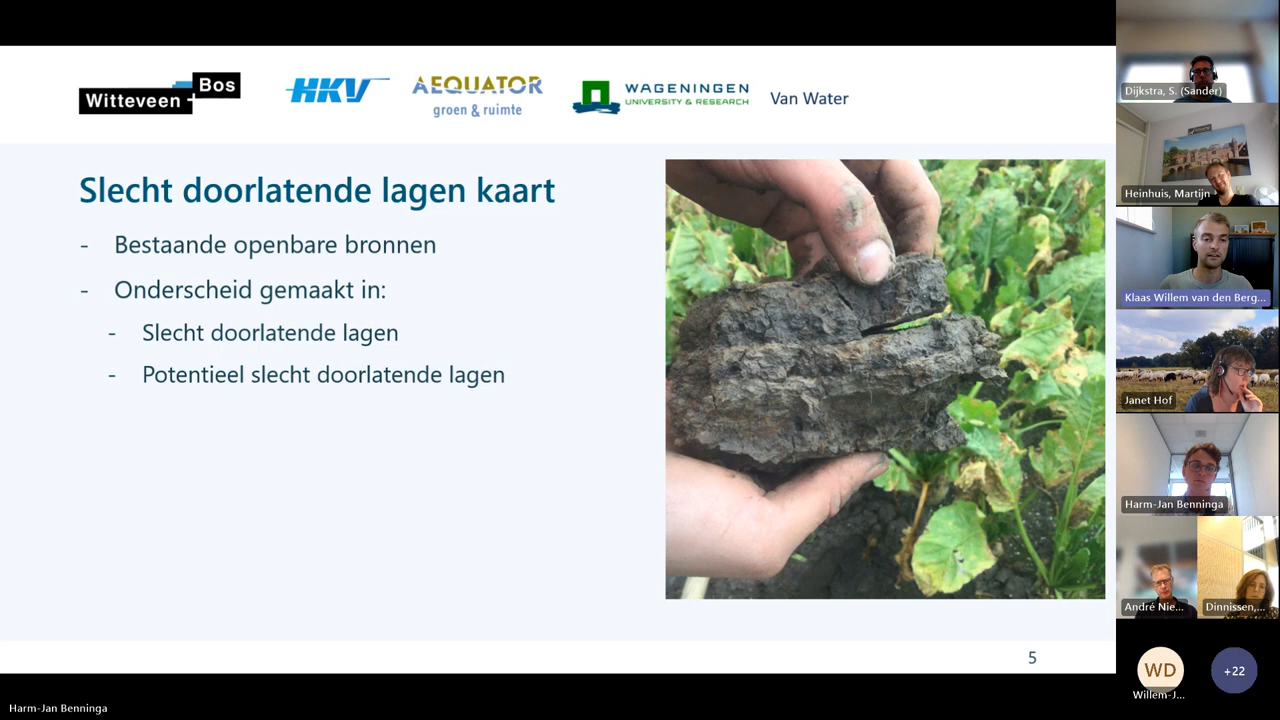 Witteveen + Bos
HKV
AEQUATOR
groen & ruimte
WAGENINGEN
UNIVERSITY & RESEARCH
Van Water
Slecht doorlatende lagen kaart
- Bestaande openbare bronnen
- Onderscheid gemaakt in:
- Slecht doorlatende lagen
- Potentieel slecht doorlatende lagen
5
Harm-Jan Benninga
Dijkstra, S. (Sander)
Heinhuis, Martijn
Klaas Willem van den Berg...
Janet Hof
Harm-Jan Benninga
André Nie...
Dinnissen,...
WD
Willem-J...
+22